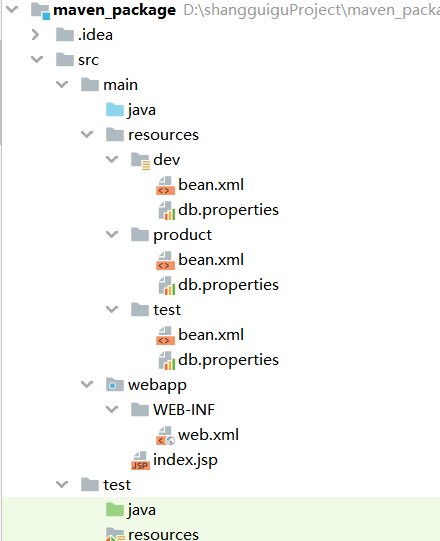 maven_package D:\shangguiguProject\maven_packa
.idea
src
main
java
resources
dev
bean.xml
db.properties
product
bean.xml
db.properties
test
bean.xml
db.properties
webapp
WEB-INF
web.xml
JSP index.jsp
test
java
resources